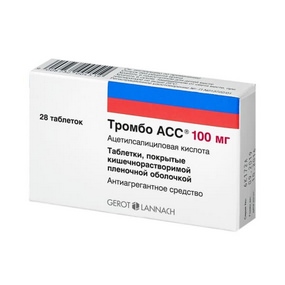 28 таблеток
Тромбо АСС® 100 мг
Ацетилсалициловая кислота
Таблетки, покрытые
кишечнорастворимой
пленочной оболочкой
Антиагрегантное средство
GEROT LANNACH